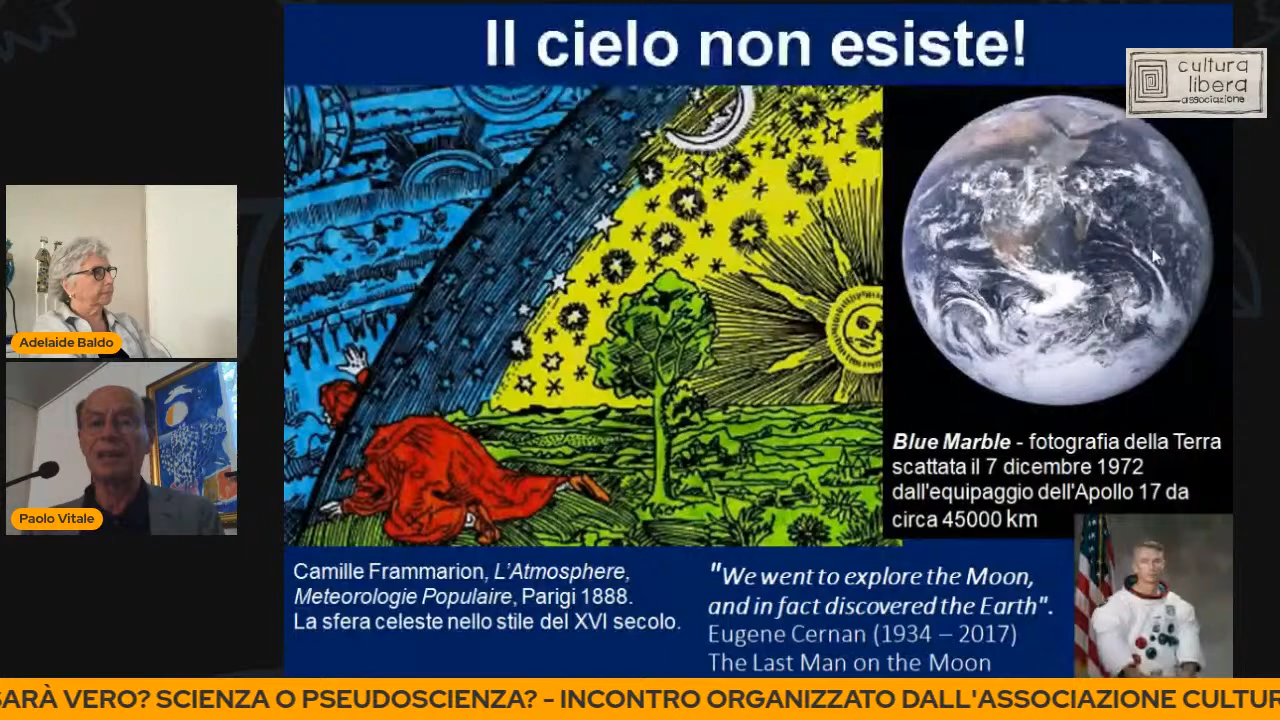 Il cielo non esiste!
cultura
libera
associazione
Adelaide Baldo
Paolo Vitale
Blue Marble - fotografia della Terra
scattata il 7 dicembre 1972
dall'equipaggio dell'Apollo 17 da
circa 45000 km
Camille Frammarion, L'Atmosphere,
Meteorologie Populaire, Parigi 1888.
La sfera celeste nello stile del XVI secolo.
"We went to explore the Moon,
and in fact discovered the Earth".
Eugene Cernan (1934 – 2017)
The Last Man on the Moon
SARÀ VERO? SCIENZA O PSEUDOSCIENZA? - INCONTRO ORGANIZZATO DALL'ASSOCIAZIONE CULTUR